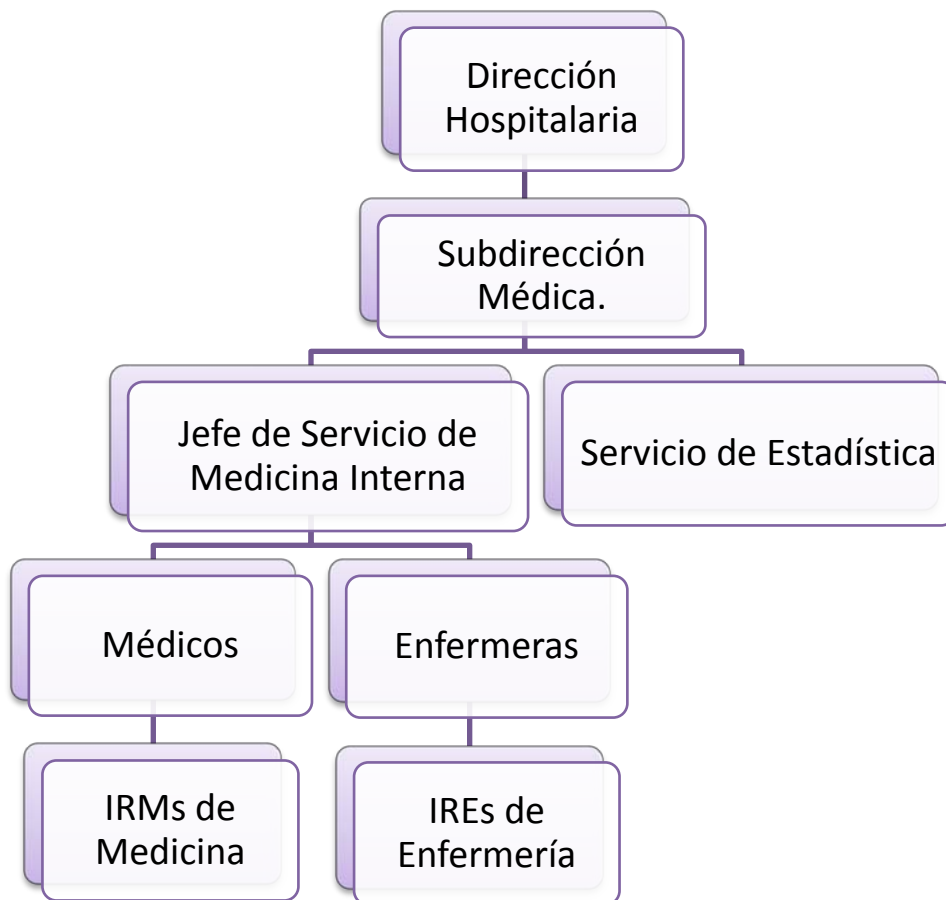 Dirección
Hospitalaria
Subdirección
Médica.
Jefe de Servicio de
Medicina Interna
Servicio de Estadística
Médicos
Enfermeras
IRMs de
Medicina
IREs de
Enfermería